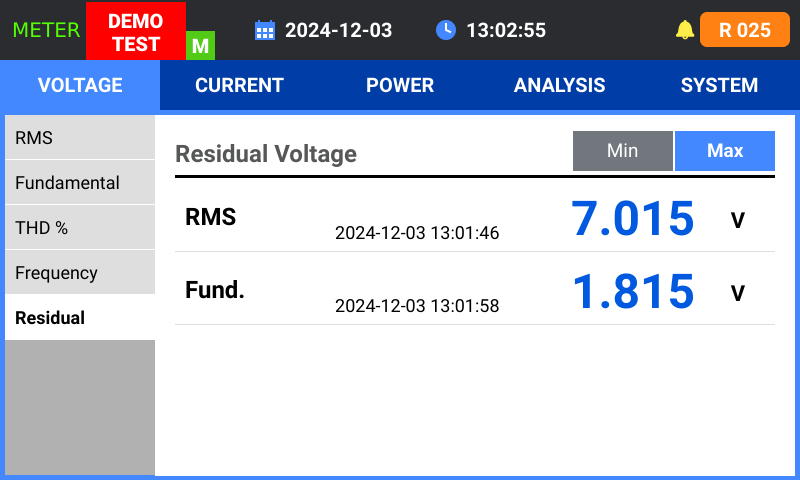 METER
DEMO
TEST
M
2024-12-03
13:02:55
R 025
VOLTAGE
CURRENT
POWER
ANALYSIS
SYSTEM
RMS
Fundamental
THD %
Frequency
Residual
Residual Voltage
Min
Max
RMS
2024-12-03 13:01:46
7.015
V
Fund.
2024-12-03 13:01:58
1.815
V